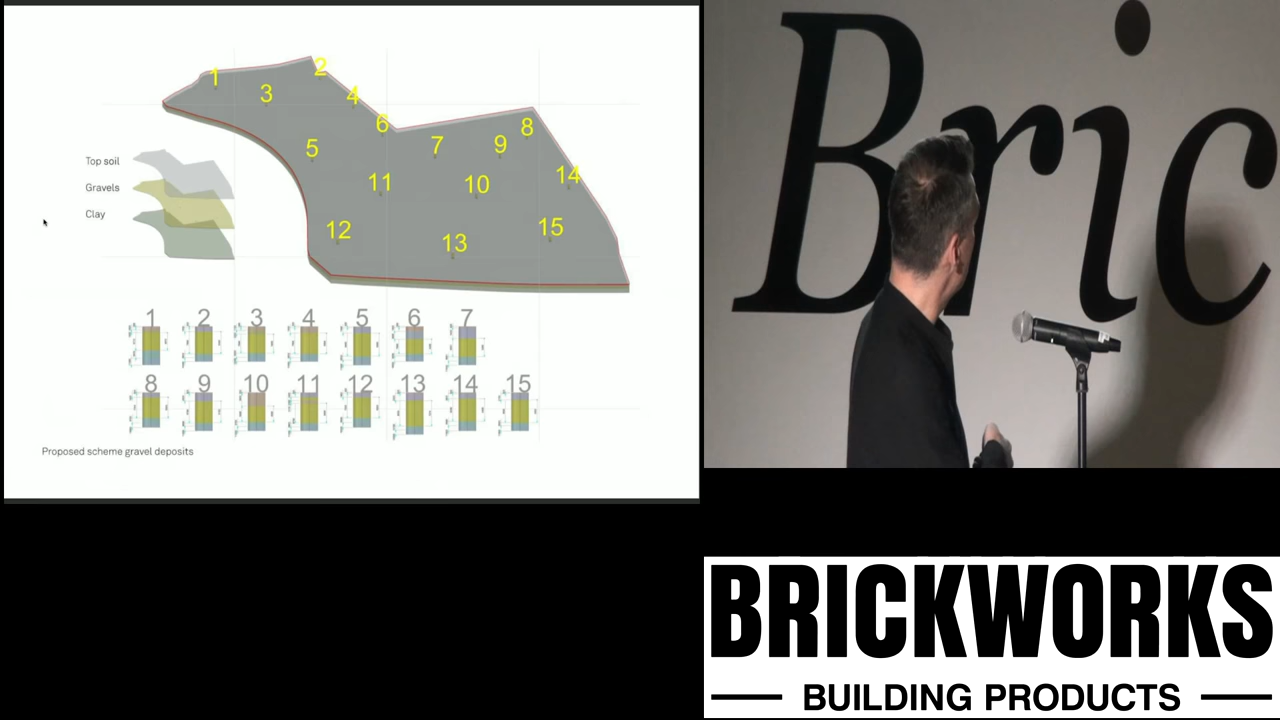 1
2
3
4
6
8
7
9
5
14
11
10
12
15
13
Top soil
Gravels
Clay
1 2 3 4 5 6 7
8 9 10 11 12 13 14 15
Proposed scheme gravel deposits
Bric
BRICKWORKS
BUILDING PRODUCTS